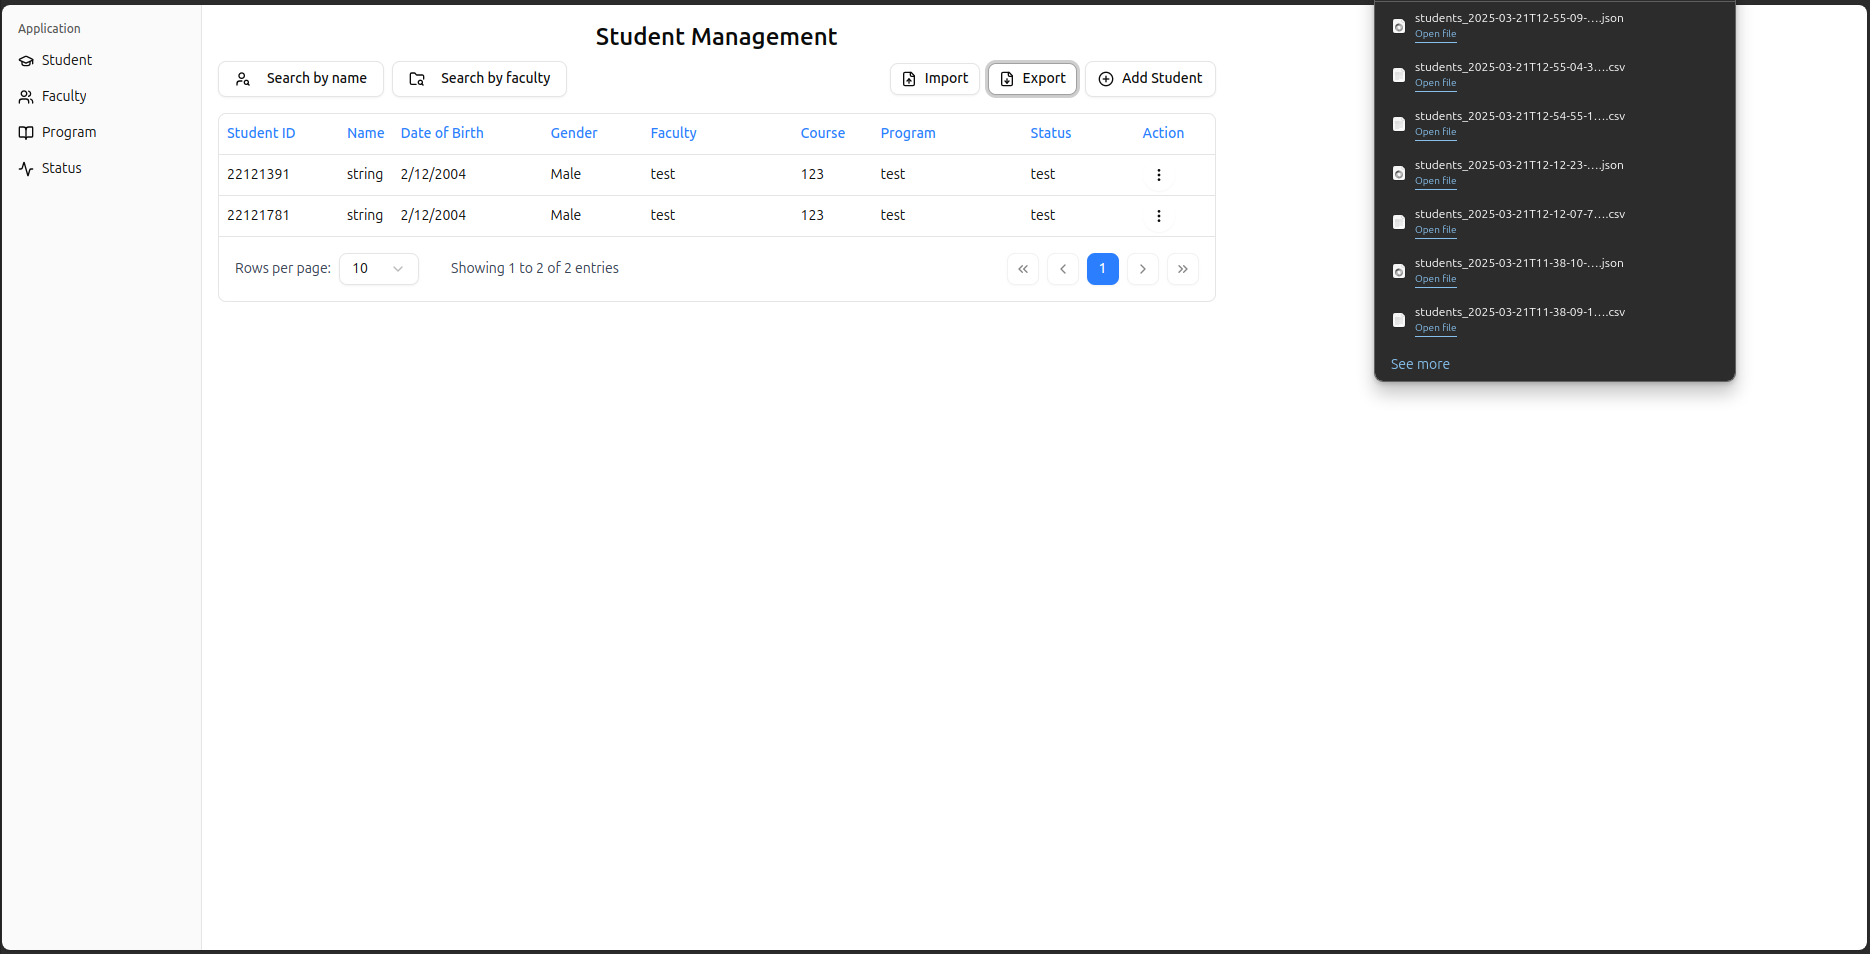 Application
Student
Faculty
Program
Status
Student Management
Search by name
Search by faculty
Import
Export
Add Student
Student ID Name Date of Birth Gender Faculty Course Program Status Action
22121391 string 2/12/2004 Male test 123 test test
22121781 string 2/12/2004 Male test 123 test test
Rows per page: 10 Showing 1 to 2 of 2 entries 1
students_2025-03-21T12-55-09-....json
Open file
students_2025-03-21T12-55-04-3....csv
Open file
students_2025-03-21T12-54-55-1....csv
Open file
students_2025-03-21T12-12-23-....json
Open file
students_2025-03-21T12-12-07-7....csv
Open file
students_2025-03-21T11-38-10-....json
Open file
students_2025-03-21T11-38-09-1....csv
Open file
See more